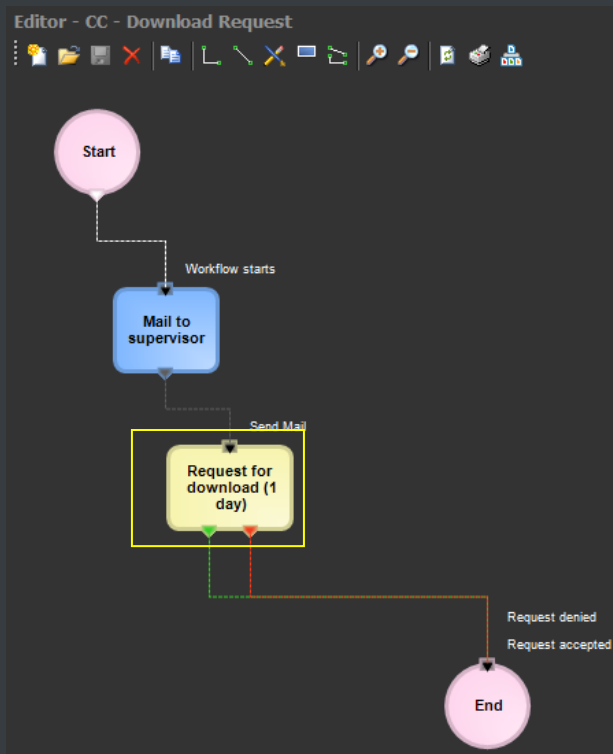 Editor - CC - Download Request
Start
Workflow starts
Mail to
supervisor
Send Mail
Request for
download (1
day)
Request denied
Request accepted
End